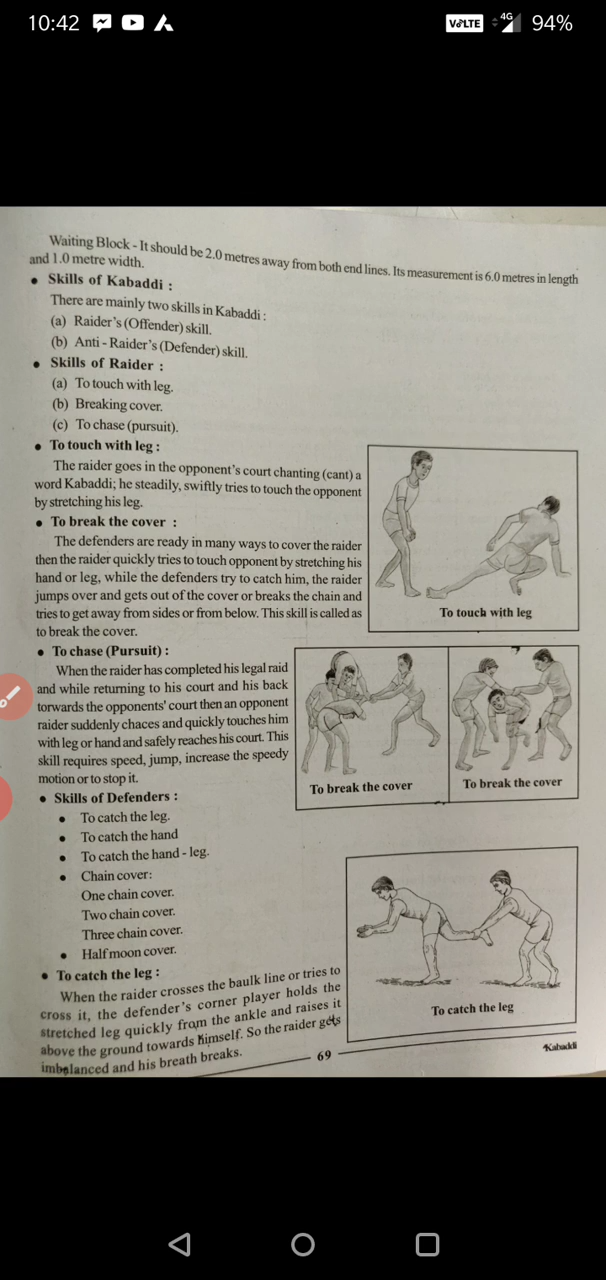 10:42
VoLTE
4G
94%
Waiting Block - It should be 2.0 metres away from both end lines. Its measurement is 6.0 metres in length
and 1.0 metre width.
• Skills of Kabaddi :
There are mainly two skills in Kabaddi :
(a) Raider's (Offender) skill.
(b) Anti - Raider's (Defender) skill.
• Skills of Raider :
(a) To touch with leg.
(b) Breaking cover.
(c) To chase (pursuit).
• To touch with leg :
The raider goes in the opponent's court chanting (cant) a
word Kabaddi; he steadily, swiftly tries to touch the opponent
by stretching his leg.
• To break the cover :
The defenders are ready in many ways to cover the raider
then the raider quickly tries to touch opponent by stretching his
hand or leg, while the defenders try to catch him, the raider
jumps over and gets out of the cover or breaks the chain and
tries to get away from sides or from below. This skill is called as
to break the cover.
To touch with leg
• To chase (Pursuit) :
When the raider has completed his legal raid
and while returning to his court and his back
torwards the opponents' court then an opponent
raider suddenly chaces and quickly touches him
with leg or hand and safely reaches his court. This
skill requires speed, jump, increase the speedy
motion or to stop it.
To break the cover
To break the cover
• Skills of Defenders :
• To catch the leg.
• To catch the hand
• To catch the hand - leg.
• Chain cover:
One chain cover.
Two chain cover.
Three chain cover.
• Half moon cover.
• To catch the leg :
When the raider crosses the baulk line or tries to
cross it, the defender's corner player holds the
stretched leg quickly from the ankle and raises it
above the ground towards himself. So the raider gets
imbalanced and his breath breaks.
To catch the leg
69
Kabaddi